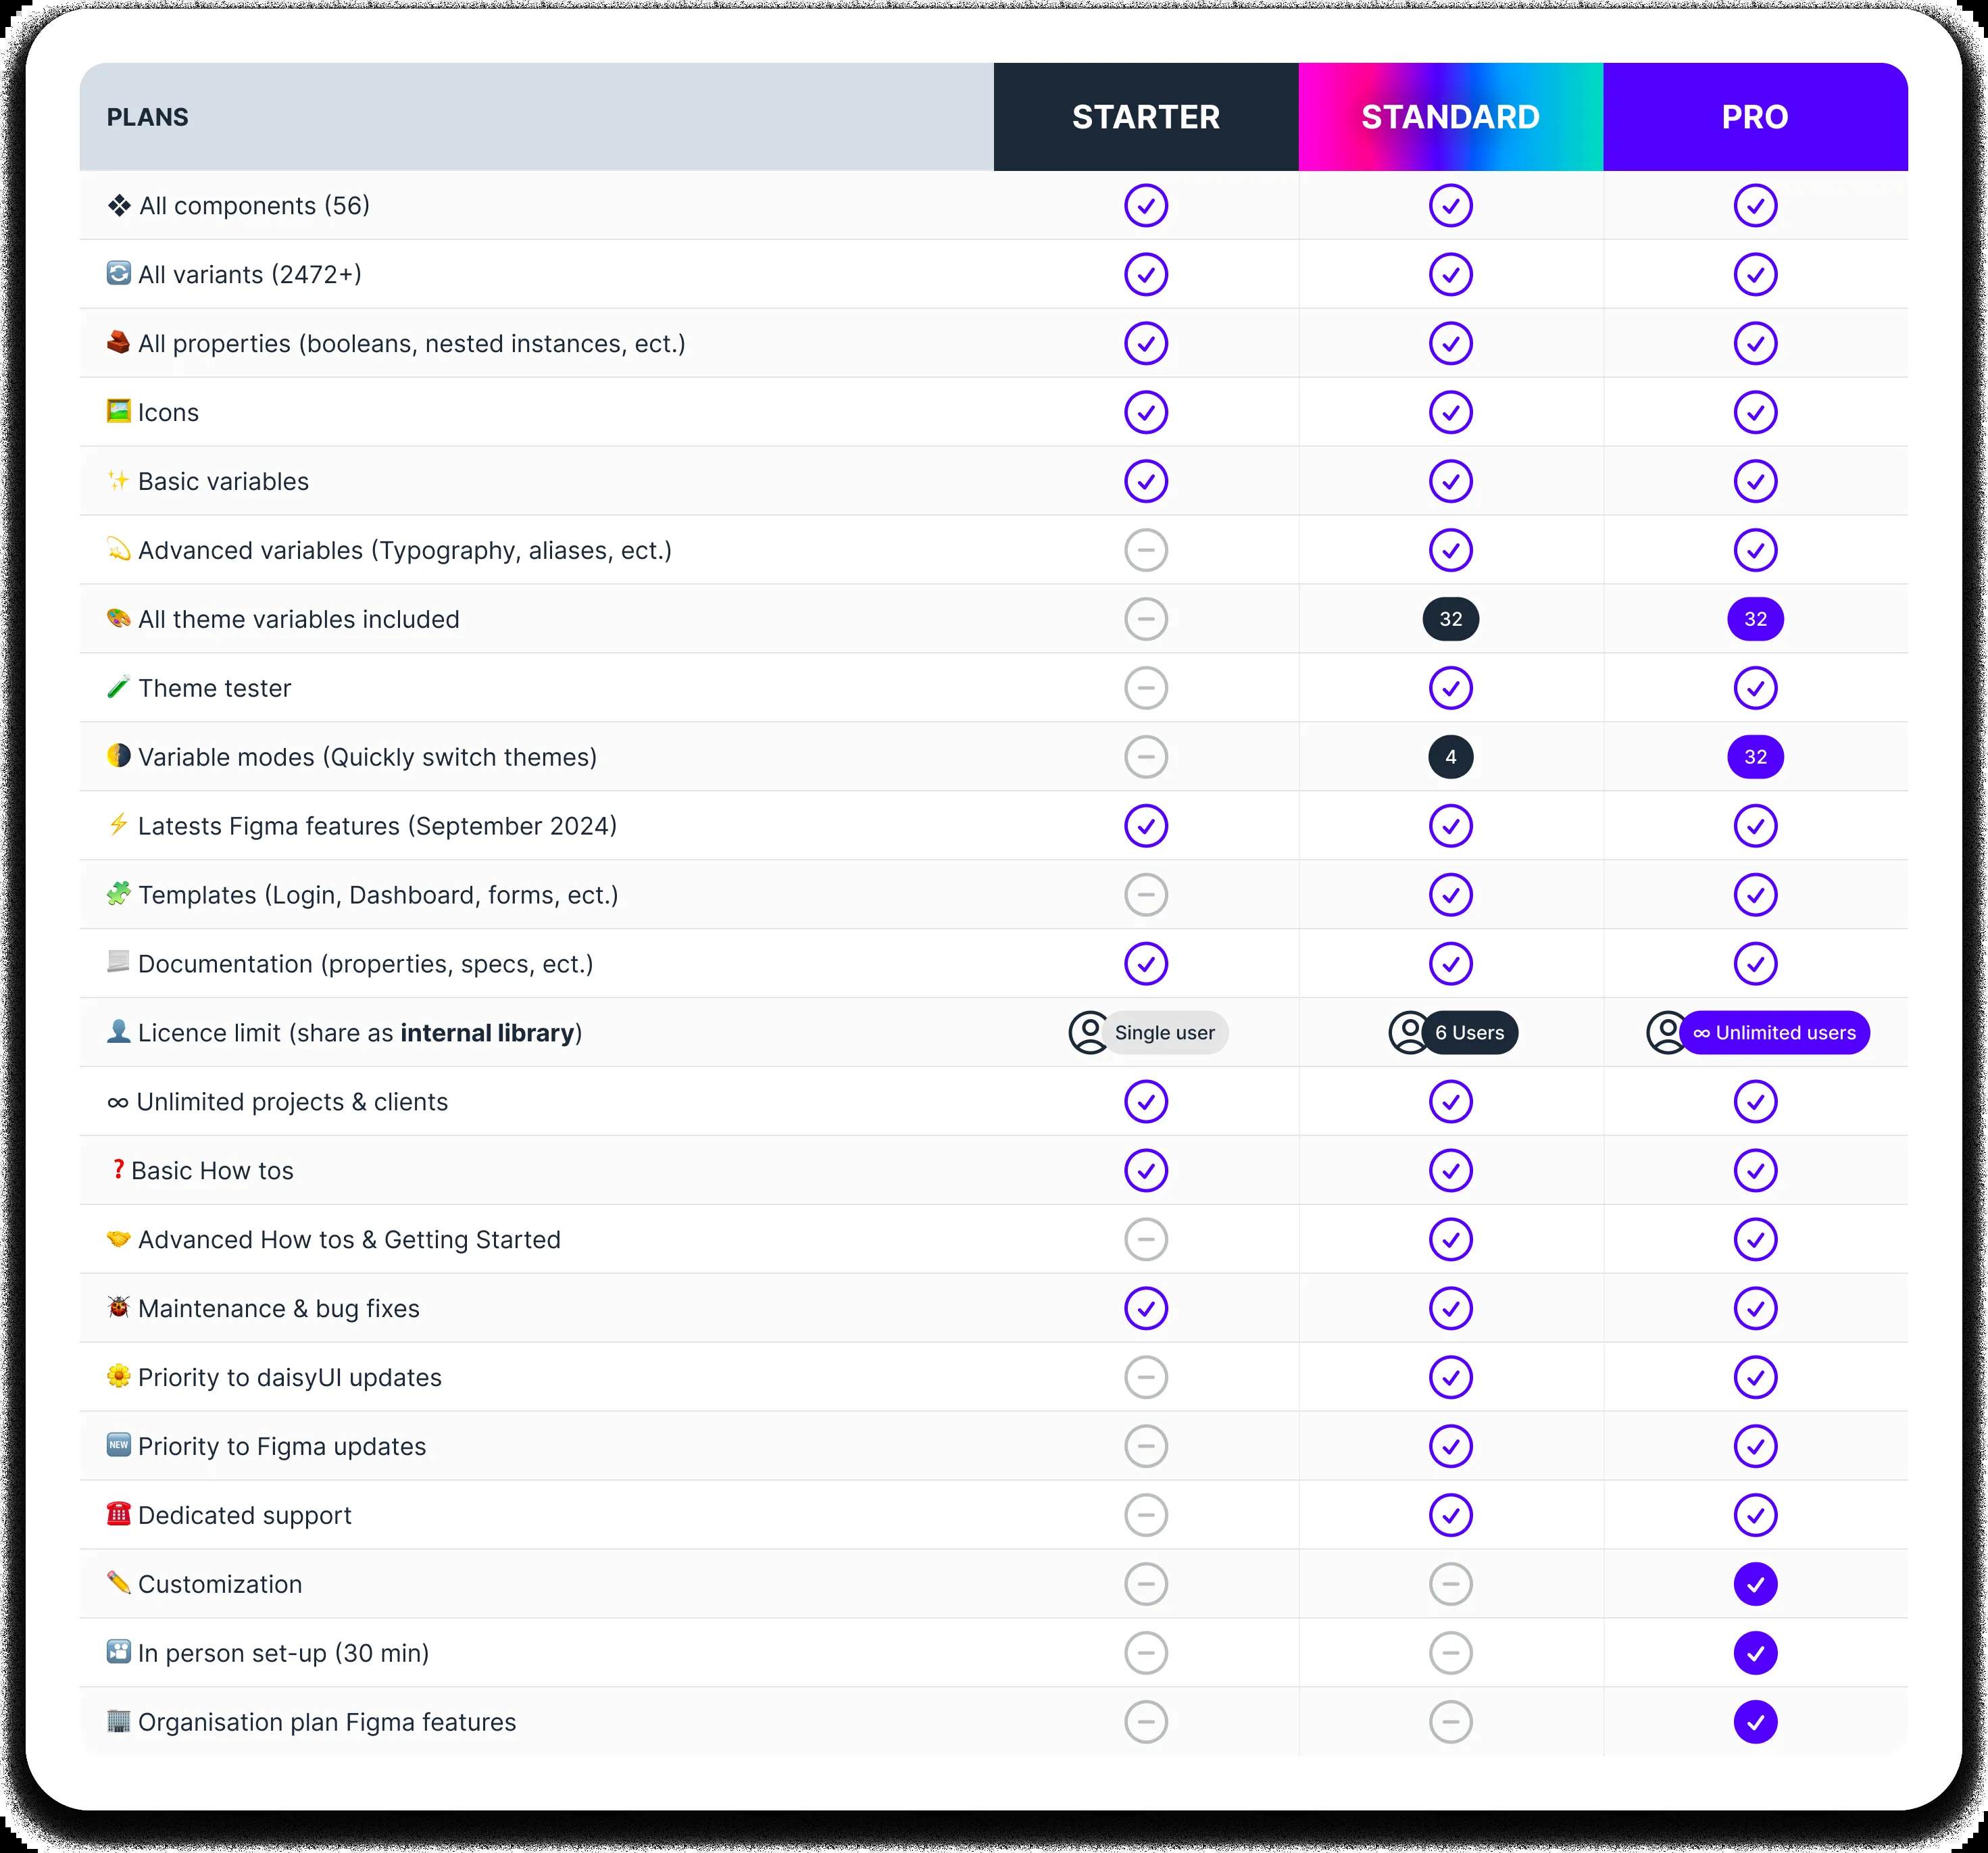 PLANS STARTER STANDARD PRO
❖ All components (56)
🔄 All variants (2472+)
🧱 All properties (booleans, nested instances, ect.)
🖼️ Icons
✨ Basic variables
💫 Advanced variables (Typography, aliases, ect.)
🎨 All theme variables included 32 32
🧪 Theme tester
🌗 Variable modes (Quickly switch themes) 4 32
⚡ Latests Figma features (September 2024)
🧩 Templates (Login, Dashboard, forms, ect.)
📃 Documentation (properties, specs, ect.)
👤 Licence limit (share as internal library) Single user 6 Users ∞ Unlimited users
∞ Unlimited projects & clients
❓ Basic How tos
🤝 Advanced How tos & Getting Started
🐞 Maintenance & bug fixes
🌼 Priority to daisyUI updates
🆕 Priority to Figma updates
☎️ Dedicated support
✏️ Customization
🎦 In person set-up (30 min)
🏢 Organisation plan Figma features